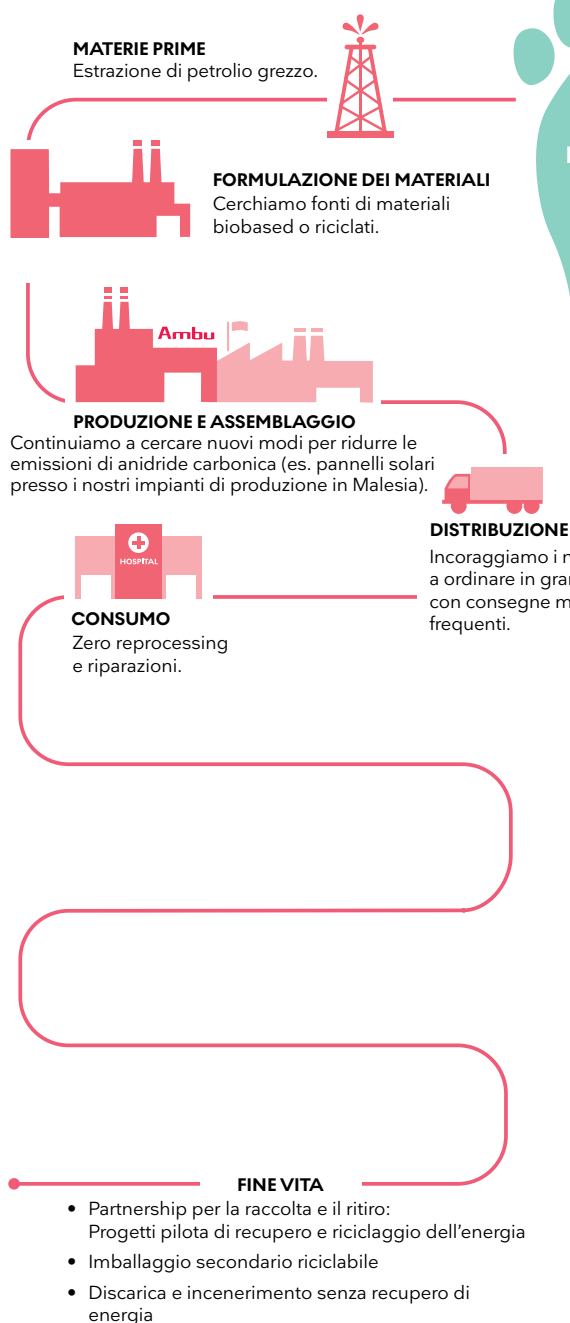 MATERIE PRIME
Estrazione di petrolio grezzo.
FORMULAZIONE DEI MATERIALI
Cerchiamo fonti di materiali
biobased o riciclati.
Ambu
PRODUZIONE E ASSEMBLAGGIO
Continuiamo a cercare nuovi modi per ridurre le
emissioni di anidride carbonica (es. pannelli solari
presso i nostri impianti di produzione in Malesia).
DISTRIBUZIONE
Incoraggiamo i
a ordinare in
con consegne
frequenti.
HOSPITAL
CONSUMO
Zero reprocessing
e riparazioni.
FINE VITA
• Partnership per la raccolta e il ritiro:
Progetti pilota di recupero e riciclaggio dell'energia
• Imballaggio secondario riciclabile
• Discarica e incenerimento senza recupero di
energia